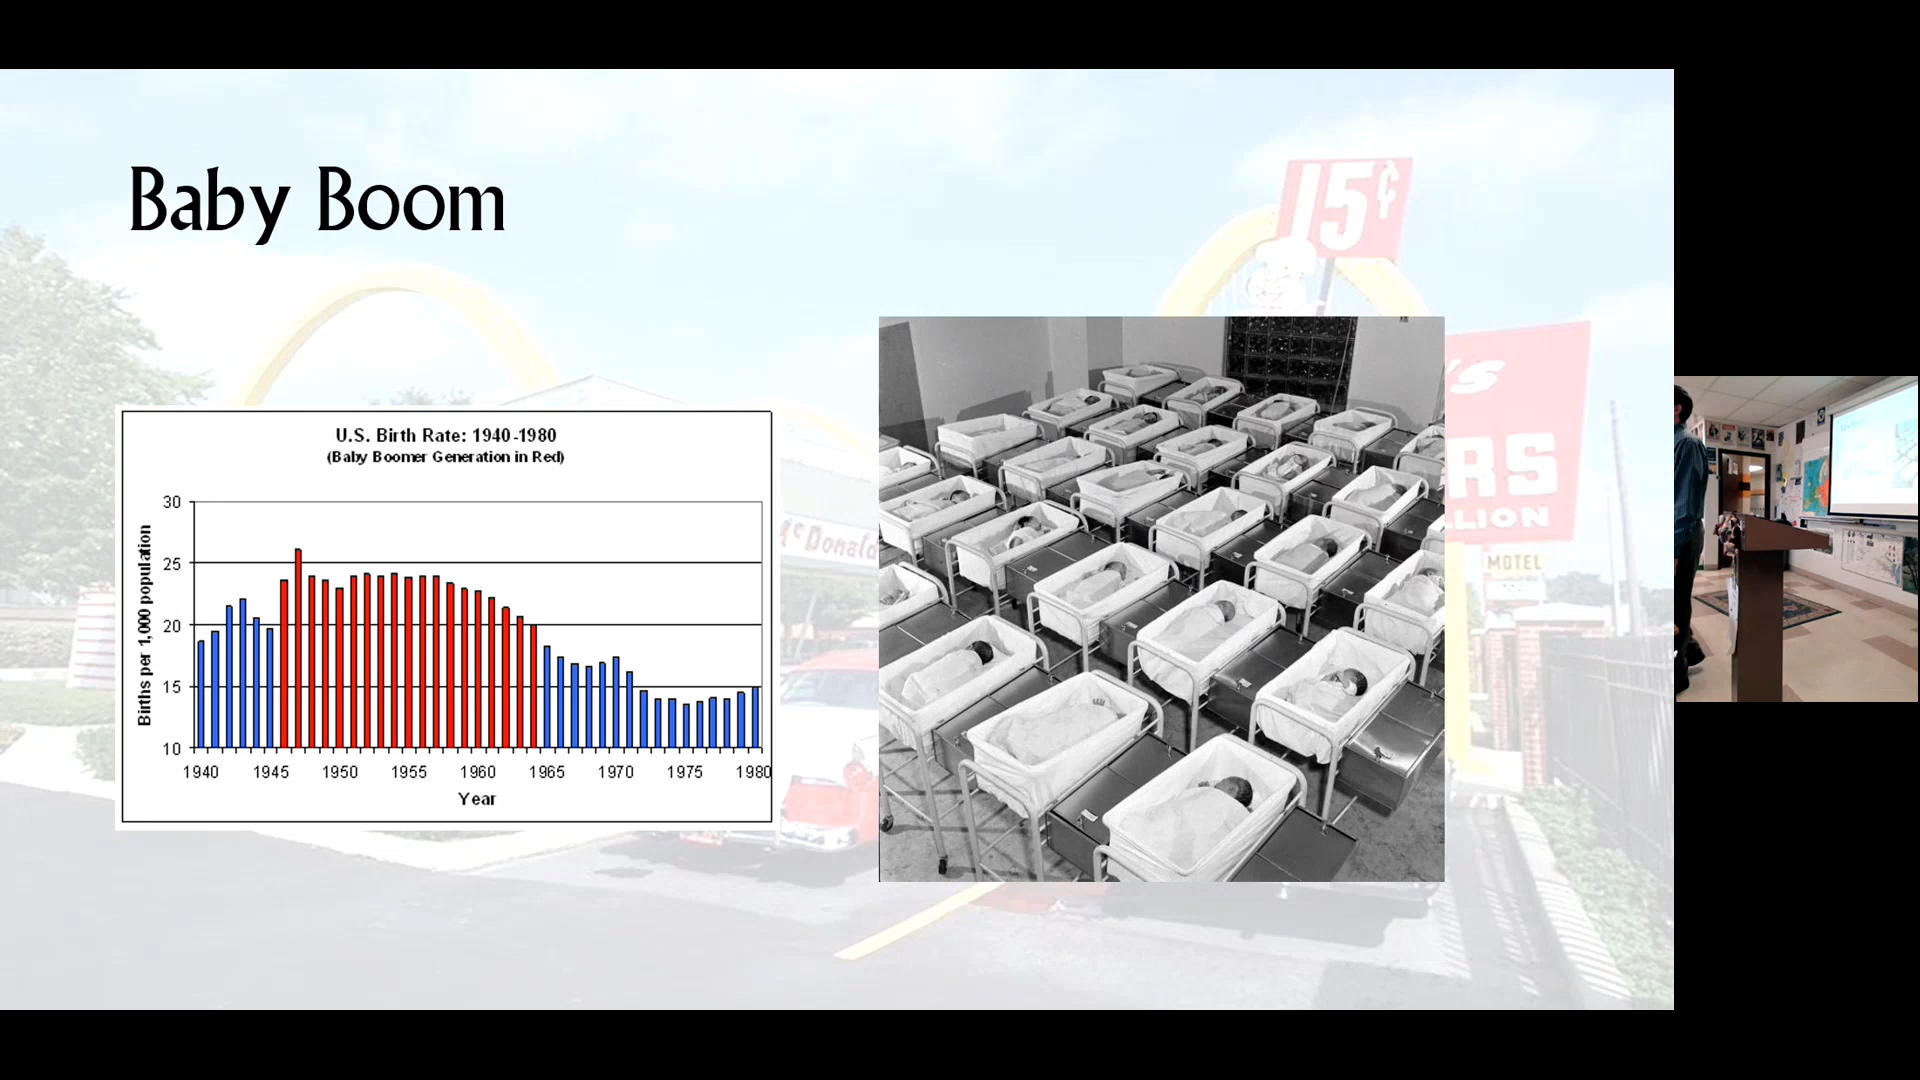 Baby Boom
15¢
'S
RS
LLION
MOTEL
McDonald
U.S. Birth Rate: 1940-1980
(Baby Boomer Generation in Red)
Births per 1,000 population
30
25
20
15
10
1940 1945 1950 1955 1960 1965 1970 1975 1980
Year